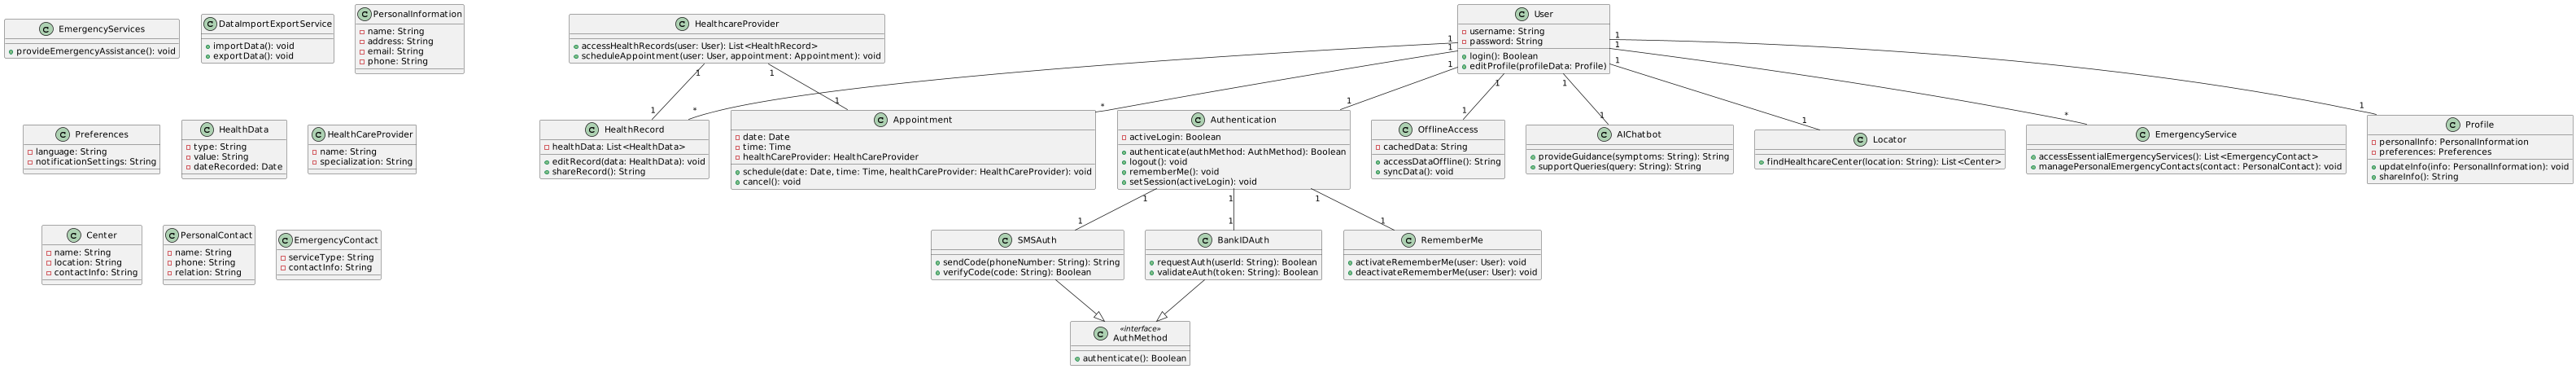 EmergencyServices
provideEmergencyAssistance(): void
DataImportExportService
importData(): void
exportData(): void
PersonalInformation
name: String
address: String
email: String
phone: String
HealthcareProvider
accessHealthRecords(user: User): List<HealthRecord>
scheduleAppointment(user: User, appointment: Appointment): void
User
username: String
password: String
login(): Boolean
editProfile(profileData: Profile)
1
1
1
1
1
1
1
1
1
1
1
Preferences
language: String
notificationSettings: String
HealthData
type: String
value: String
dateRecorded: Date
HealthCareProvider
name: String
specialization: String
1
*
1
*
1
1
1
1
*
1
HealthRecord
healthData: List<HealthData>
editRecord(data: HealthData): void
shareRecord(): String
Appointment
date: Date
time: Time
healthCareProvider: HealthCareProvider
schedule(date: Date, time: Time, healthCareProvider: HealthCareProvider): void
cancel(): void
Authentication
activeLogin: Boolean
authenticate(authMethod: AuthMethod): Boolean
logout(): void
rememberMe(): void
setSession(activeLogin): void
OfflineAccess
cachedData: String
accessDataOffline(): String
syncData(): void
AIChatbot
provideGuidance(symptoms: String): String
supportQueries(query: String): String
Locator
findHealthcareCenter(location: String): List<Center>
EmergencyService
accessEssentialEmergencyServices(): List<EmergencyContact>
managePersonalEmergencyContacts(contact: PersonalContact): void
Profile
personalInfo: PersonalInformation
preferences: Preferences
updateInfo(info: PersonalInformation): void
shareInfo(): String
1
1
1
1
1
1
Center
name: String
location: String
contactInfo: String
PersonalContact
name: String
phone: String
relation: String
EmergencyContact
serviceType: String
contactInfo: String
SMSAuth
sendCode(phoneNumber: String): String
verifyCode(code: String): Boolean
BankIDAuth
requestAuth(userId: String): Boolean
validateAuth(token: String): Boolean
RememberMe
activateRememberMe(user: User): void
deactivateRememberMe(user: User): void
«interface»
AuthMethod
authenticate(): Boolean